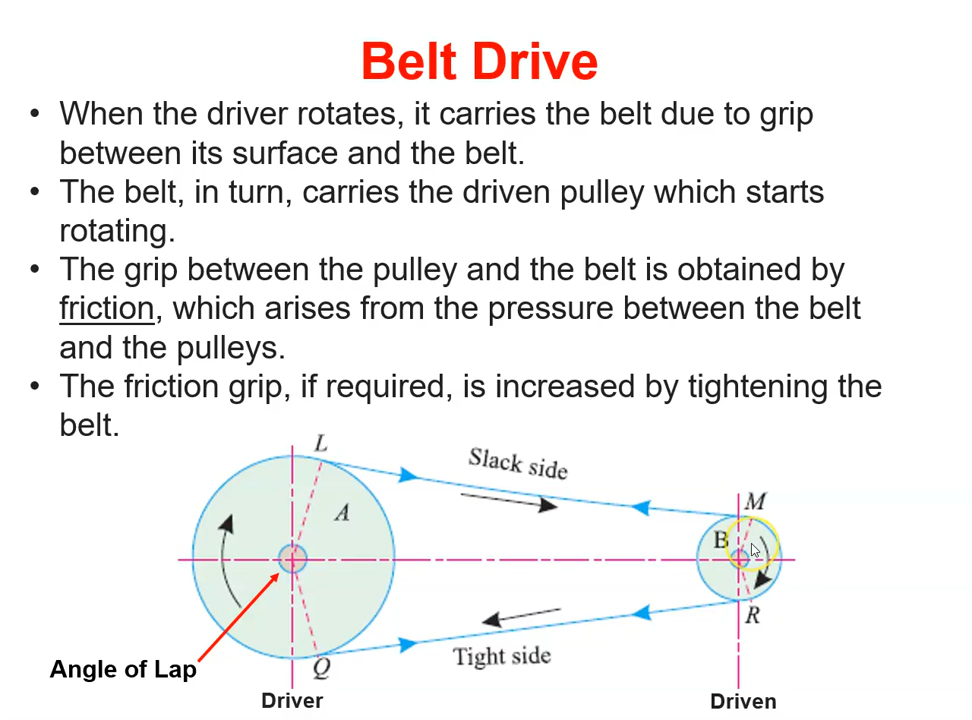 Belt Drive
• When the driver rotates, it carries the belt due to grip
between its surface and the belt.
• The belt, in turn, carries the driven pulley which starts
rotating.
• The grip between the pulley and the belt is obtained by
friction, which arises from the pressure between the belt
and the pulleys.
• The friction grip, if required, is increased by tightening the
belt.
L
Slack side
A
M
B
R
Tight side
Angle of Lap
Q
Driver
Driven